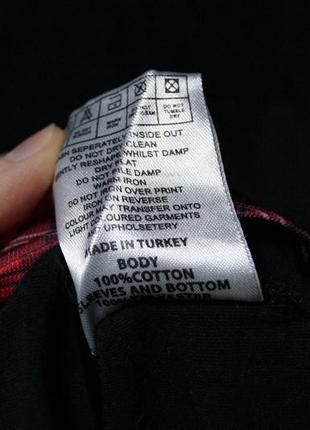 DO NOT TUMBLE
DRY
SEPERATELY INSIDE OUT
DO NOT DRY CLEAN
RESHAPE WHILST DAMP
DRY FLAT
DO NOT PILE DAMP
WARM IRON
DO NOT IRON OVER PRINT
IRON REVERSE
COLOUR MAY TRANSFER ONTO
LIGHT COLOURED GARMENTS
AND UPHOLSETERY
MADE IN TURKEY
BODY
100%COTTON
SLEEVES AND BOTTOM